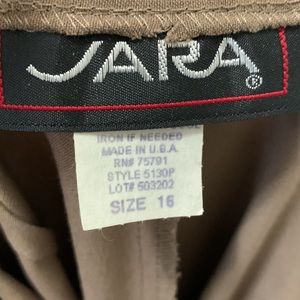 JARA®
IRON IF NEEDED
MADE IN U.S.A.
RN# 75791
STYLE 5130P
LOT# 503202
SIZE 16